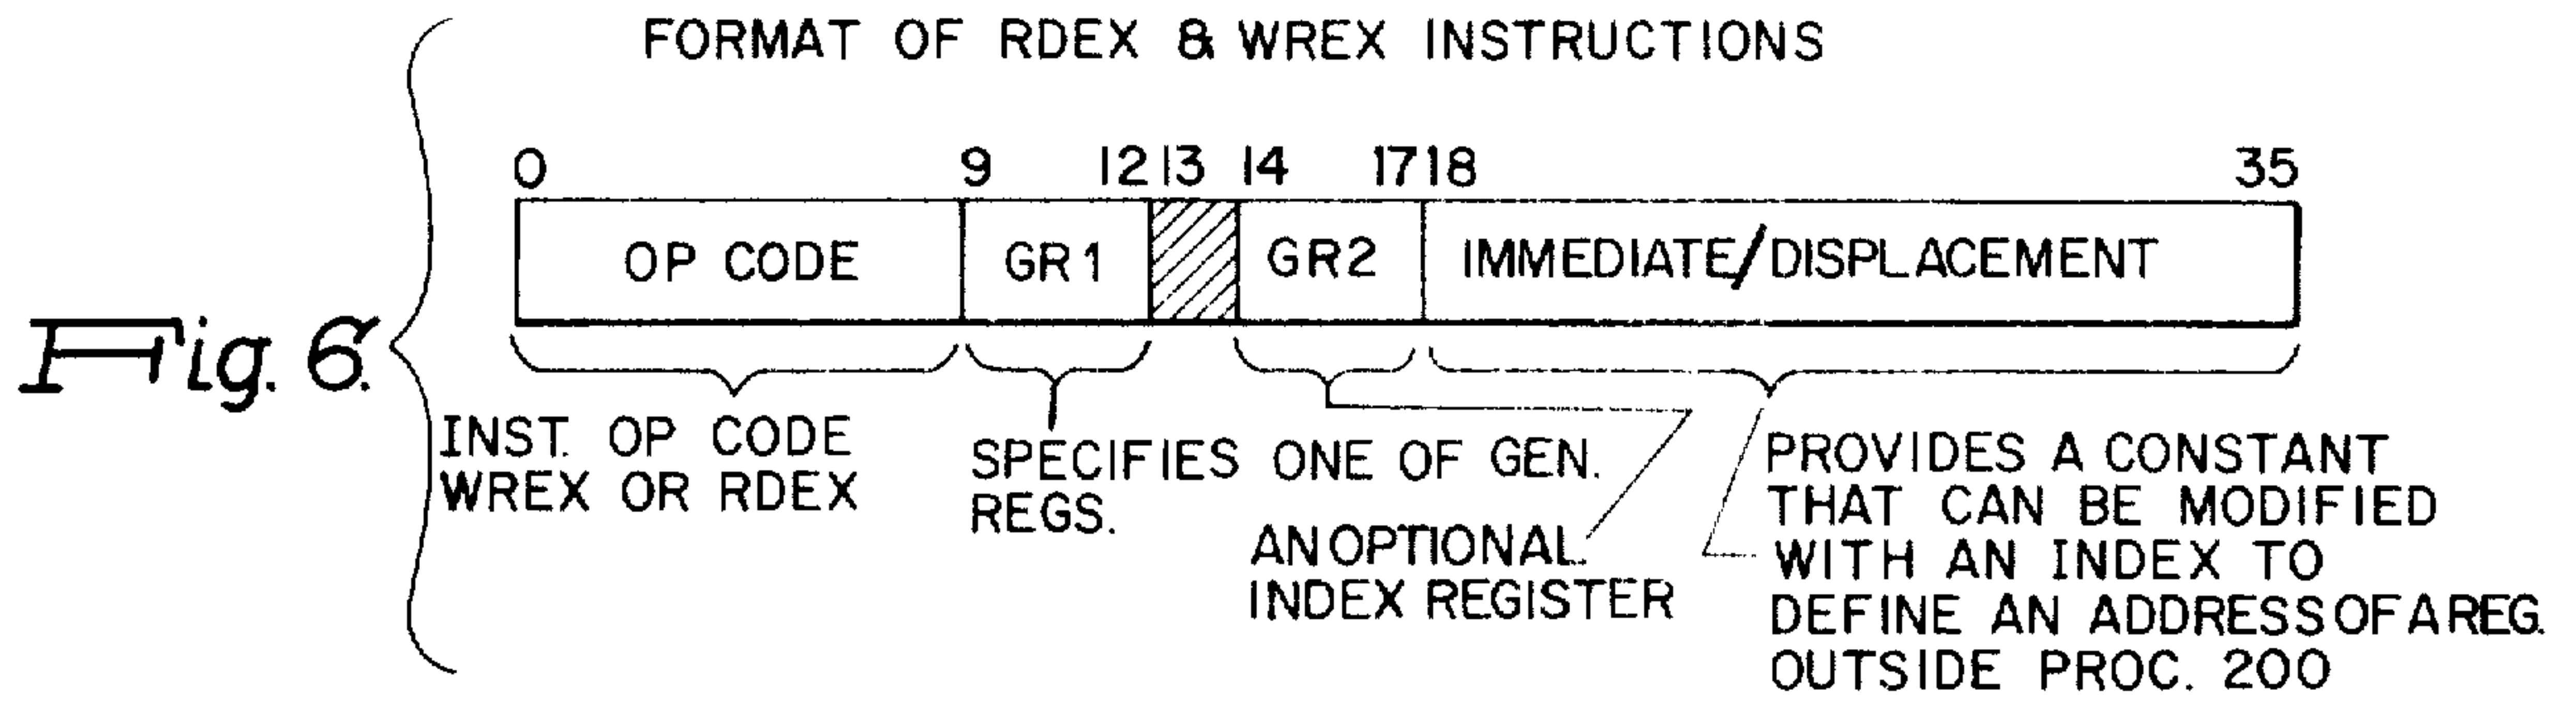 FORMAT OF RDEX & WREX INSTRUCTIONS
0 9 12 13 14 17 18 35
OP CODE GR1 GR2 IMMEDIATE/DISPLACEMENT
Fig. 6.
INST. OP CODE
WREX OR RDEX
SPECIFIES ONE OF GEN.
REGS.
AN OPTIONAL
INDEX REGISTER
PROVIDES A CONSTANT
THAT CAN BE MODIFIED
WITH AN INDEX TO
DEFINE AN ADDRESS OF A REG.
OUTSIDE PROC. 200